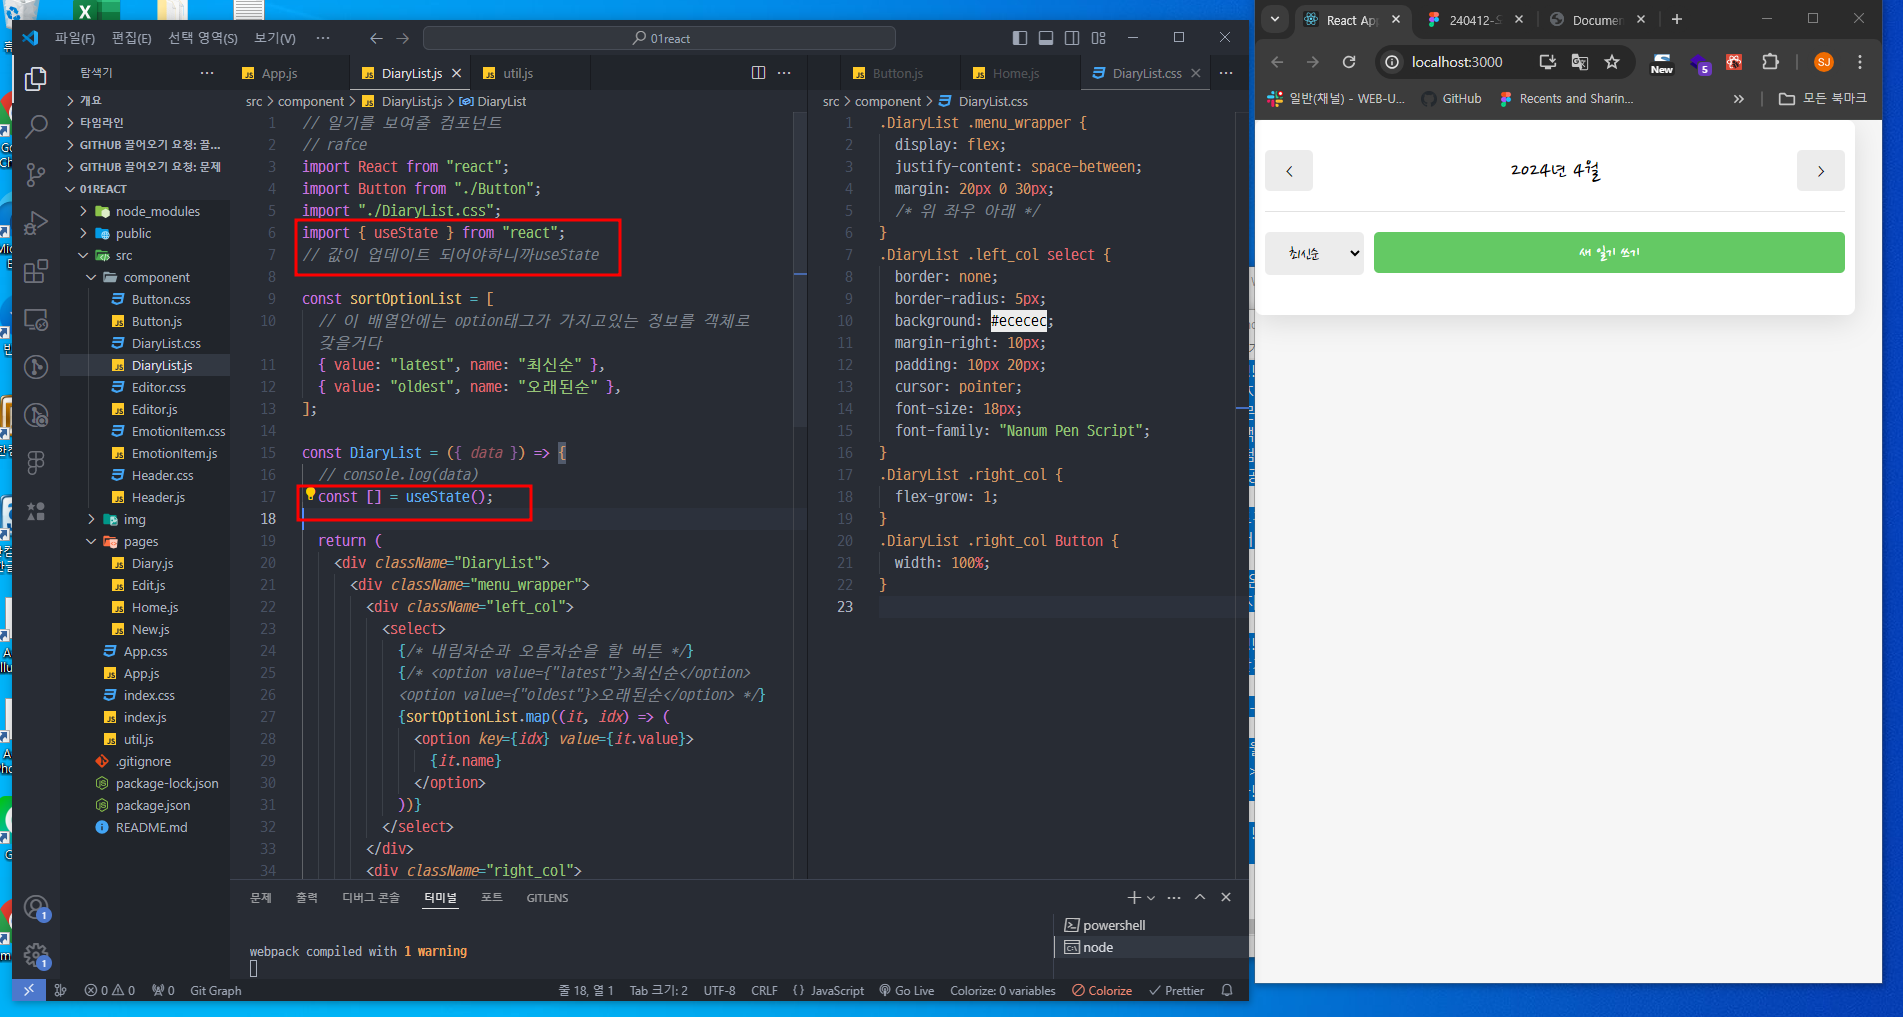 파일(F) 편집(E) 선택 영역(S) 보기(V) ··· 01react
탐색기 ···
개요
타임라인
GITHUB 끌어오기 요청: 끌...
GITHUB 끌어오기 요청: 문제
01REACT
node_modules
public
src
component
Button.css
Button.js
DiaryList.css
DiaryList.js
Editor.css
Editor.js
EmotionItem.css
EmotionItem.js
Header.css
Header.js
img
pages
Diary.js
Edit.js
Home.js
New.js
App.css
App.js
index.css
index.js
util.js
.gitignore
package-lock.json
package.json
README.md
App.js DiaryList.js util.js
src > component > DiaryList.js > DiaryList
1 // 일기를 보여줄 컴포넌트
2 // rafce
3 import React from "react";
4 import Button from "./Button";
5 import "./DiaryList.css";
6 import { useState } from "react";
7 // 값이 업데이트 되어야하니까useState
8
9 const sortOptionList = [
10 // 이 배열안에는 option태그가 가지고있는 정보를 객체로
갖을거다
11 { value: "latest", name: "최신순" },
12 { value: "oldest", name: "오래된순" },
13 ];
14
15 const DiaryList = ({ data }) => {
16 // console.log(data)
17 const [] = useState();
18
19 return (
20 <div className="DiaryList">
21 <div className="menu_wrapper">
22 <div className="left_col">
23 <select>
24 {/* 내림차순과 오름차순을 할 버튼 */}
25 {/* <option value={"latest"}>최신순</option>
26 <option value={"oldest"}>오래된순</option> */}
27 {sortOptionList.map((it, idx) => (
28 <option key={idx} value={it.value}>
29 {it.name}
30 </option>
31 ))}
32 </select>
33 </div>
34 <div className="right_col">
Button.js Home.js DiaryList.css
src > component > DiaryList.css
1 .DiaryList .menu_wrapper {
2 display: flex;
3 justify-content: space-between;
4 margin: 20px 0 30px;
5 /* 위 좌우 아래 */
6 }
7 .DiaryList .left_col select {
8 border: none;
9 border-radius: 5px;
10 background: #ececec;
11 margin-right: 10px;
12 padding: 10px 20px;
13 cursor: pointer;
14 font-size: 18px;
15 font-family: "Nanum Pen Script";
16 }
17 .DiaryList .right_col {
18 flex-grow: 1;
19 }
20 .DiaryList .right_col Button {
21 width: 100%;
22 }
23
문제 출력 디버그 콘솔 터미널 포트 GITLENS
webpack compiled with 1 warning
powershell
node
0 0 0 Git Graph 줄 18, 열 1 Tab 크기: 2 UTF-8 CRLF {} JavaScript Go Live Colorize: 0 variables Colorize Prettier
React Ap 240412-S Documen
localhost:3000 New 5 SJ
일반(채널) - WEB-U... GitHub Recents and Sharin... » 모든 북마크
< 2024년 4월 >
최신순 새 일기 쓰기